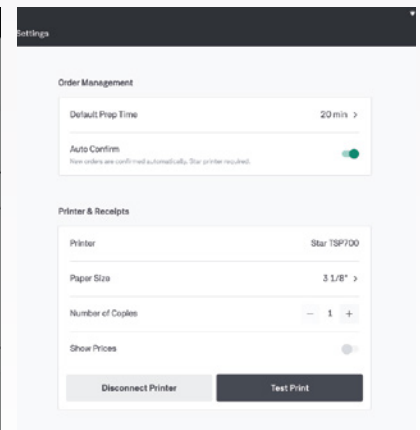 Settings
Order Management
Default Prep Time 20 min >
Auto Confirm
New orders are confirmed automatically. Star printer required.
Printer & Receipts
Printer Star TSP700
Paper Size 3 1/8" >
Number of Copies − 1 +
Show Prices
Disconnect Printer Test Print